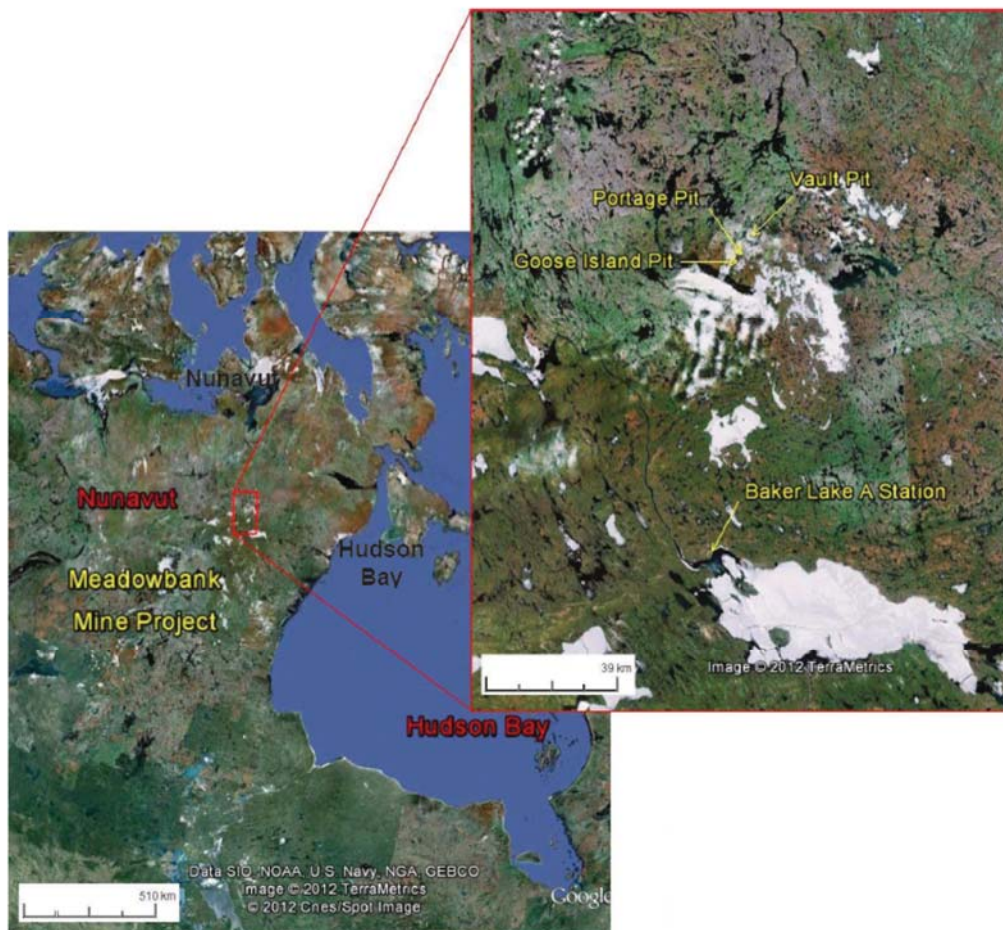 Vault Pit
Portage Pit
Goose Island Pit
Baker Lake A Station
39 km
Image © 2012 TerraMetrics
Nunavut
Nunavut
Hudson
Bay
Meadowbank
Mine Project
Hudson Bay
Data SIO, NOAA, U.S. Navy, NGA, GEBCO
Image © 2012 TerraMetrics
© 2012 Cnes/Spot Image
510 km
Google